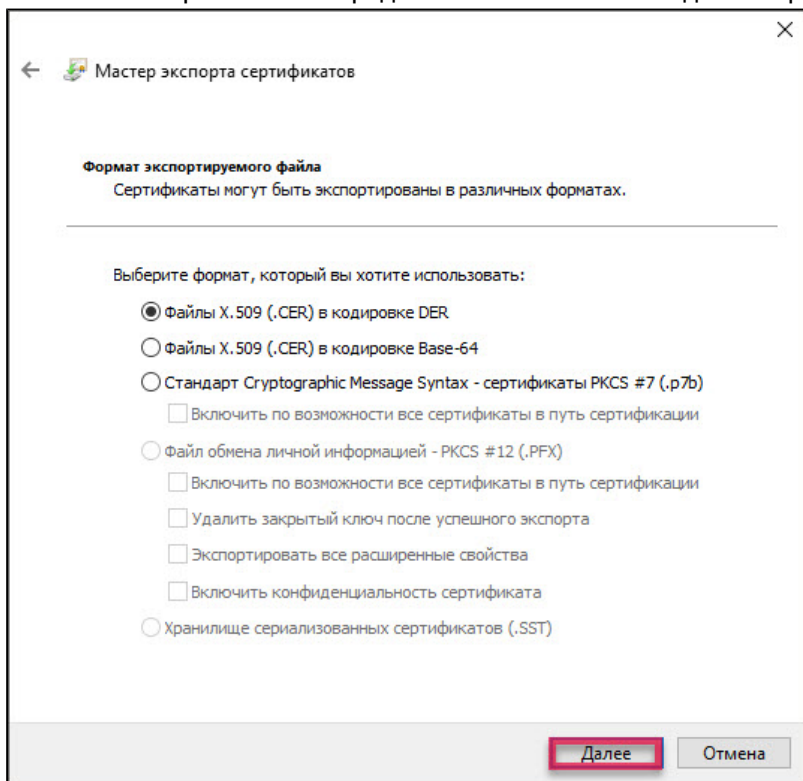 Мастер экспорта сертификатов
Формат экспортируемого файла
Сертификаты могут быть экспортированы в различных форматах.
Выберите формат, который вы хотите использовать:
Файлы X.509 (.CER) в кодировке DER
Файлы X.509 (.CER) в кодировке Base-64
Стандарт Cryptographic Message Syntax - сертификаты PKCS #7 (.p7b)
Включить по возможности все сертификаты в путь сертификации
Файл обмена личной информацией - PKCS #12 (.PFX)
Включить по возможности все сертификаты в путь сертификации
Удалить закрытый ключ после успешного экспорта
Экспортировать все расширенные свойства
Включить конфиденциальность сертификата
Хранилище сериализованных сертификатов (.SST)
Далее
Отмена